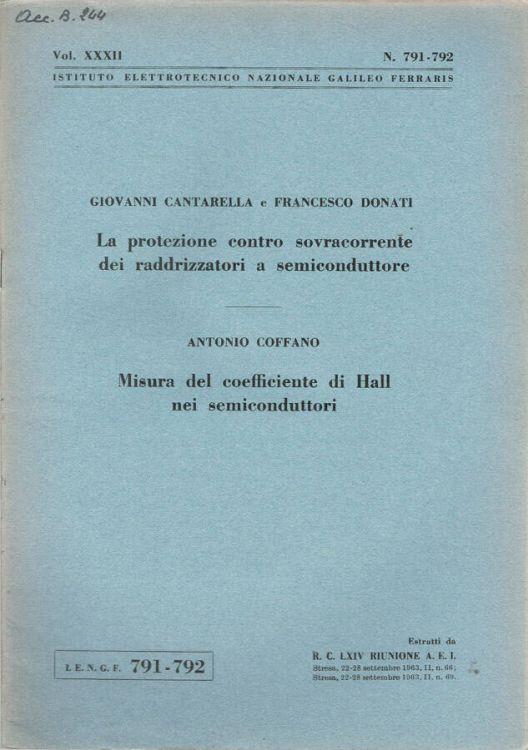 Acc. B. 244
Vol. XXXII N. 791-792
ISTITUTO ELETTROTECNICO NAZIONALE GALILEO FERRARIS
GIOVANNI CANTARELLA e FRANCESCO DONATI
La protezione contro sovracorrente
dei raddrizzatori a semiconduttore
ANTONIO COFFANO
Misura del coefficiente di Hall
nei semiconduttori
I. E. N. G. F. 791-792
Estratti da
R. C. LXIV RIUNIONE A. E. I.
Stresa, 22-28 settembre 1963, II, n. 66;
Stresa, 22-28 settembre 1963, II, n. 69.